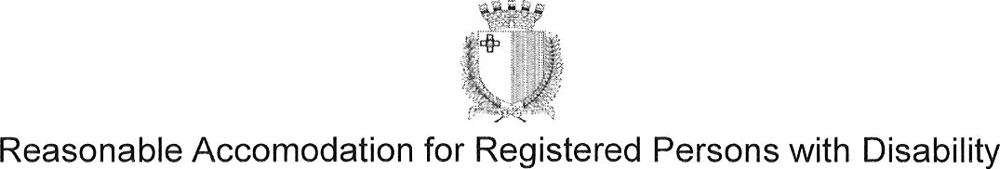 Reasonable Accomodation for Registered Persons with Disability